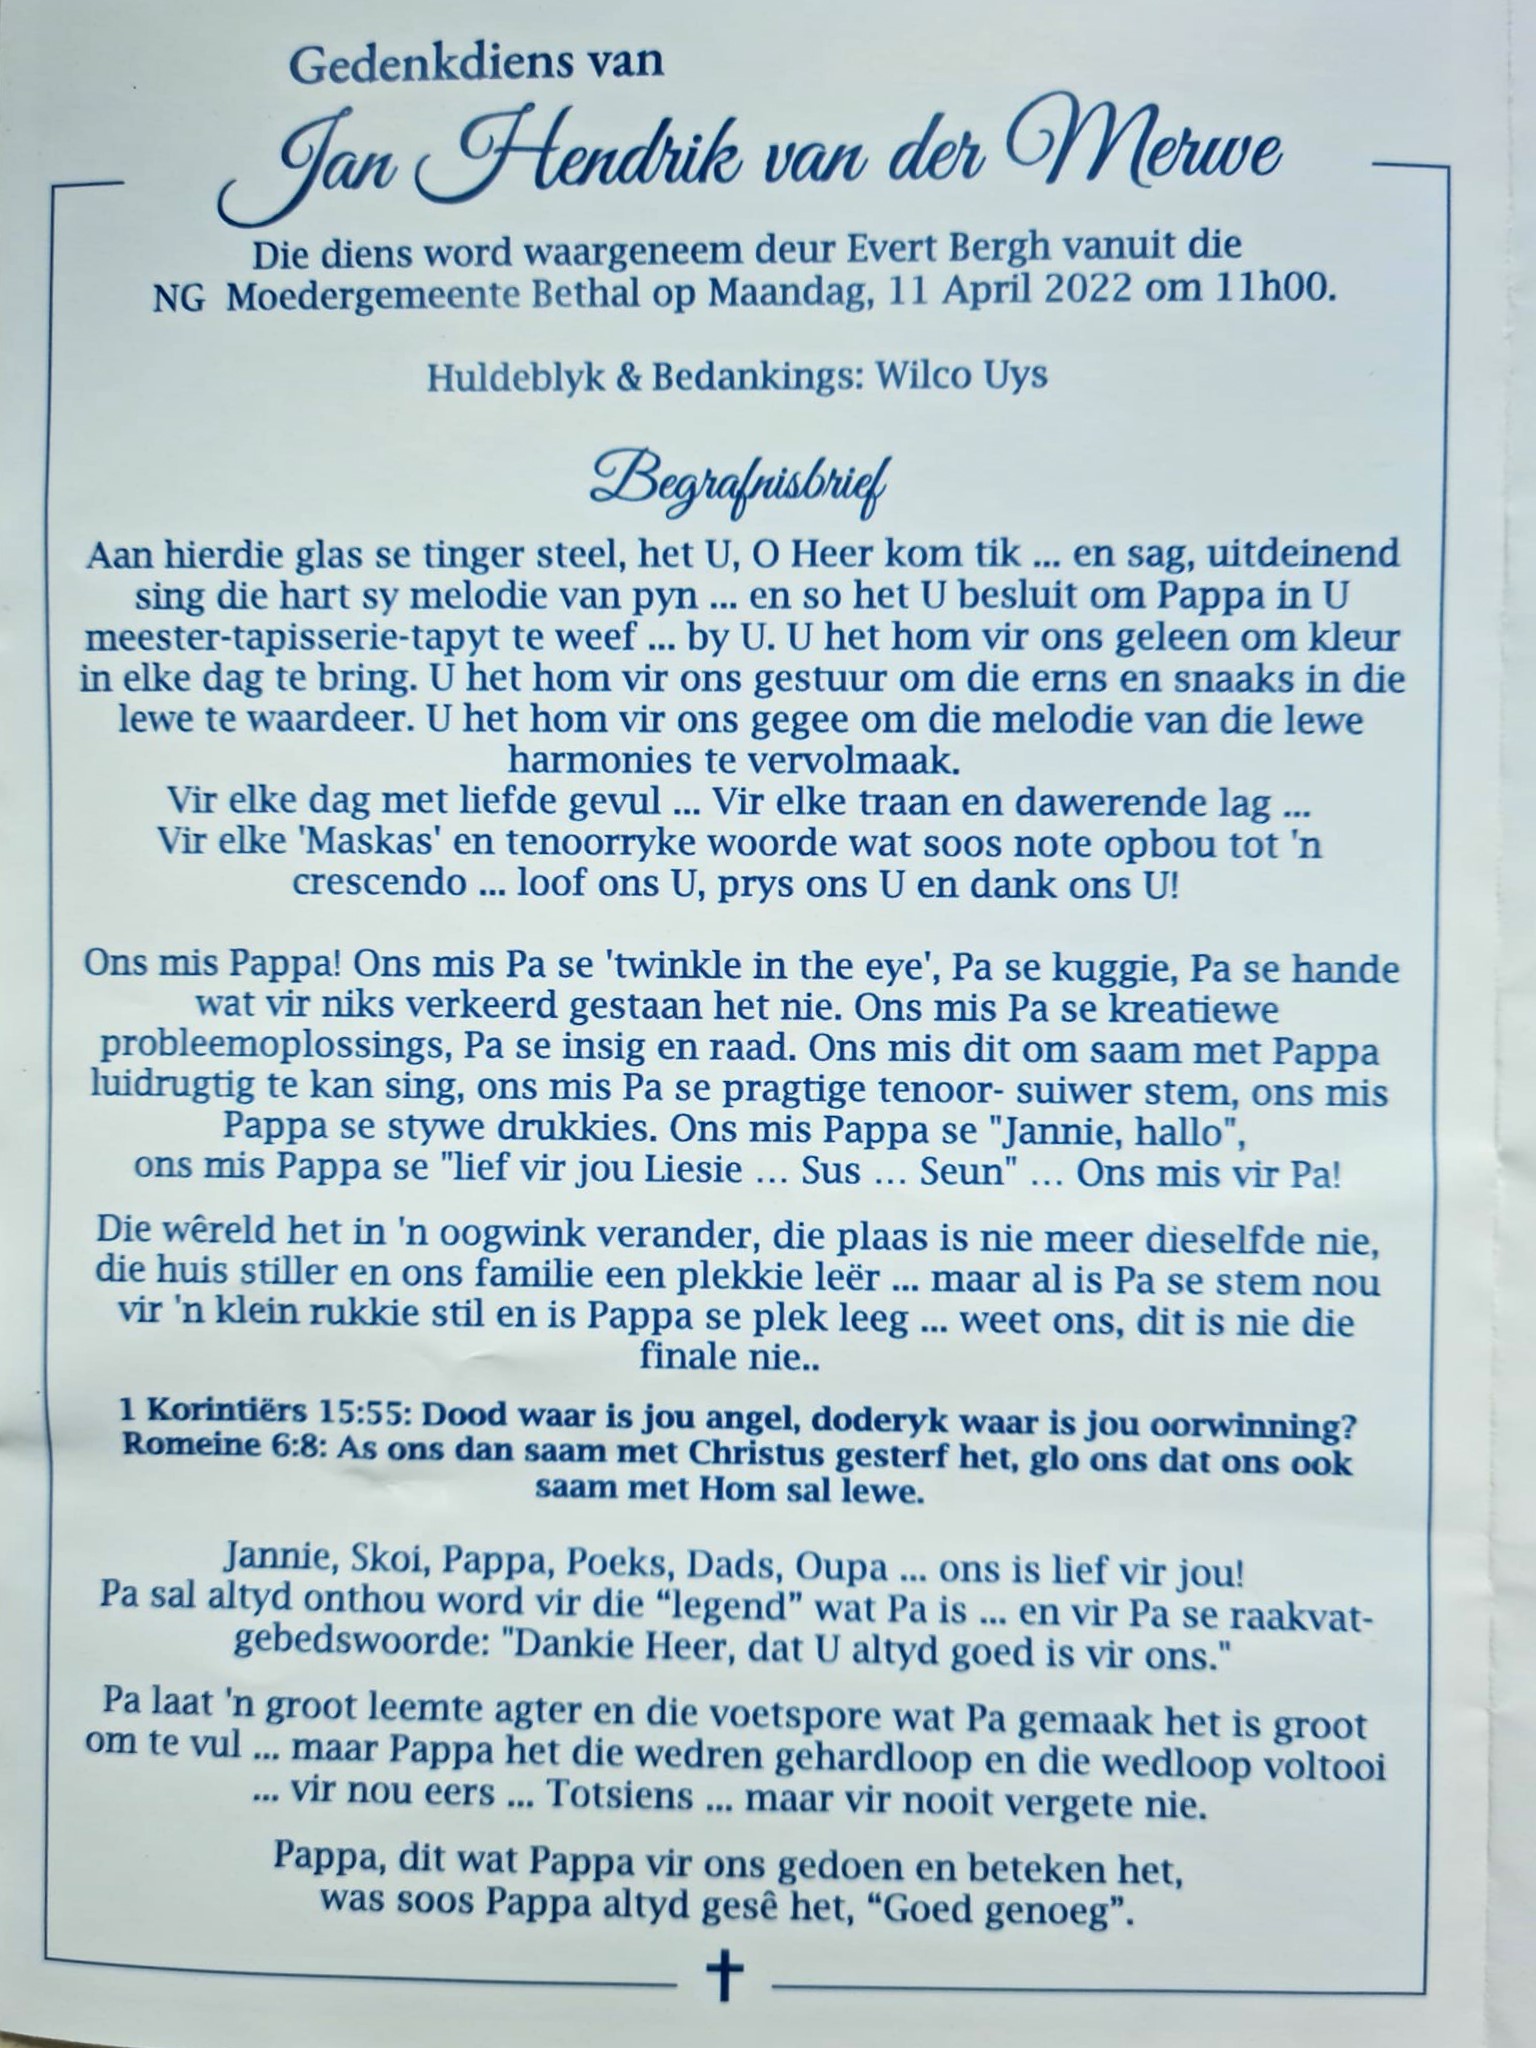 Gedenkdiens van
Jan Hendrik van der Merwe
Die diens word waargeneem deur Evert Bergh vanuit die
NG Moedergemeente Bethal op Maandag, 11 April 2022 om 11h00.
Huldeblyk & Bedankings: Wilco Uys
Begrafnisbrief
Aan hierdie glas se tinger steel, het U, O Heer kom tik ... en sag, uitdeinend
sing die hart sy melodie van pyn ... en so het U besluit om Pappa in U
meester-tapisserie-tapyt te weef ... by U. U het hom vir ons geleen om kleur
in elke dag te bring. U het hom vir ons gestuur om die erns en snaaks in die
lewe te waardeer. U het hom vir ons gegee om die melodie van die lewe
harmonies te vervolmaak.
Vir elke dag met liefde gevul ... Vir elke traan en dawerende lag ...
Vir elke 'Maskas' en tenoorryke woorde wat soos note opbou tot 'n
crescendo ... loof ons U, prys ons U en dank ons U!
Ons mis Pappa! Ons mis Pa se 'twinkle in the eye', Pa se kuggie, Pa se hande
wat vir niks verkeerd gestaan het nie. Ons mis Pa se kreatiewe
probleemoplossings, Pa se insig en raad. Ons mis dit om saam met Pappa
luidrugtig te kan sing, ons mis Pa se pragtige tenoor- suiwer stem, ons mis
Pappa se stywe drukkies. Ons mis Pappa se "Jannie, hallo",
ons mis Pappa se "lief vir jou Liesie ... Sus ... Seun" ... Ons mis vir Pa!
Die wêreld het in 'n oogwink verander, die plaas is nie meer dieselfde nie,
die huis stiller en ons familie een plekkie leër ... maar al is Pa se stem nou
vir 'n klein rukkie stil en is Pappa se plek leeg ... weet ons, dit is nie die
finale nie..
1 Korintiërs 15:55: Dood waar is jou angel, doderyk waar is jou oorwinning?
Romeine 6:8: As ons dan saam met Christus gesterf het, glo ons dat ons ook
saam met Hom sal lewe.
Jannie, Skoi, Pappa, Poeks, Dads, Oupa ... ons is lief vir jou!
Pa sal altyd onthou word vir die “legend” wat Pa is ... en vir Pa se raakvat-
gebedswoorde: "Dankie Heer, dat U altyd goed is vir ons."
Pa laat 'n groot leemte agter en die voetspore wat Pa gemaak het is groot
om te vul ... maar Pappa het die wedren gehardloop en die wedloop voltooi
... vir nou eers ... Totsiens ... maar vir nooit vergete nie.
Pappa, dit wat Pappa vir ons gedoen en beteken het,
was soos Pappa altyd gesê het, “Goed genoeg”.